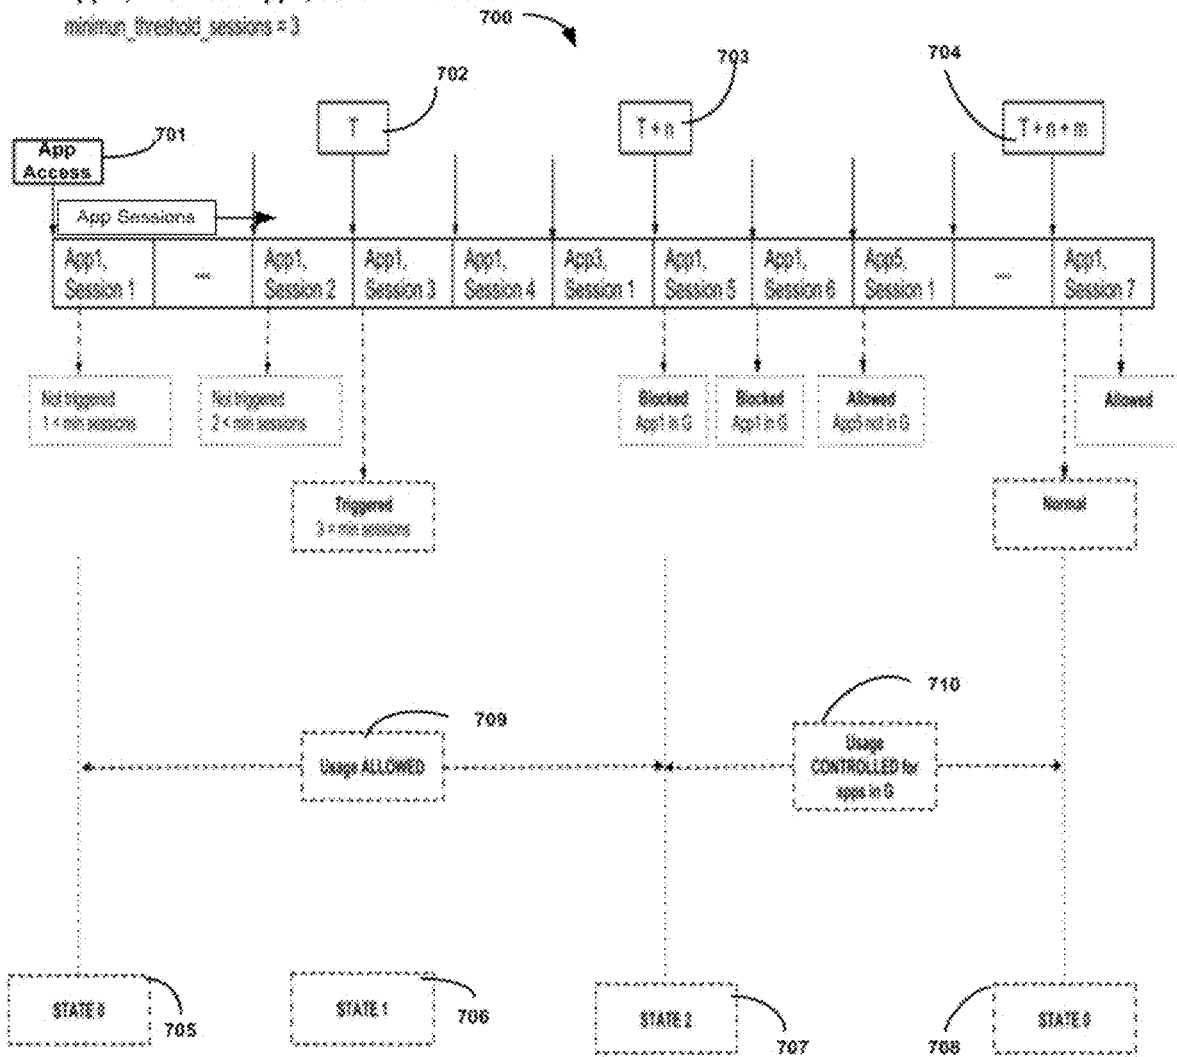 minimun_threshold_sessions = 3
700
701
702
703
704
App
Access
T
T + n
T + n + m
App Sessions
App1,
Session 1
...
App1,
Session 2
App1,
Session 3
App1,
Session 4
App3,
Session 1
App1,
Session 5
App1,
Session 6
App5,
Session 1
...
App1,
Session 7
Not triggered
1 < min sessions
Not triggered
2 < min sessions
Blocked
App1 in G
Blocked
App1 in G
Allowed
App5 not in G
Allowed
Triggered
3 = min sessions
Normal
709
710
Usage ALLOWED
Usage
CONTROLLED for
apps in G
STATE 0
705
STATE 1
706
STATE 2
707
708
STATE 0